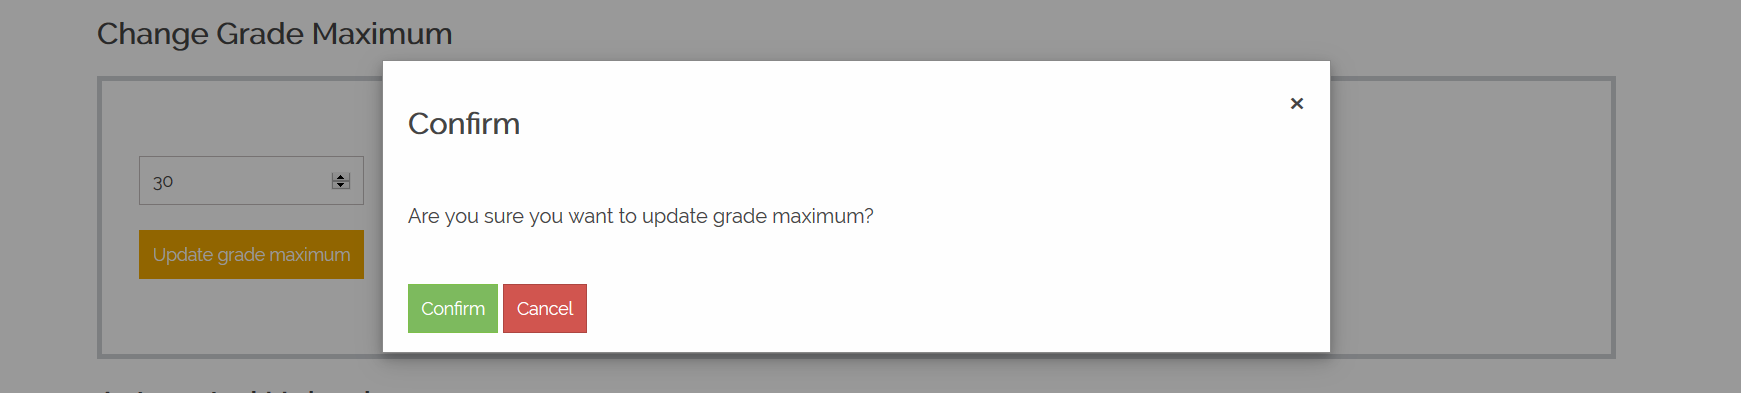 Change Grade Maximum
Confirm
×
30
Are you sure you want to update grade maximum?
Update grade maximum
Confirm Cancel